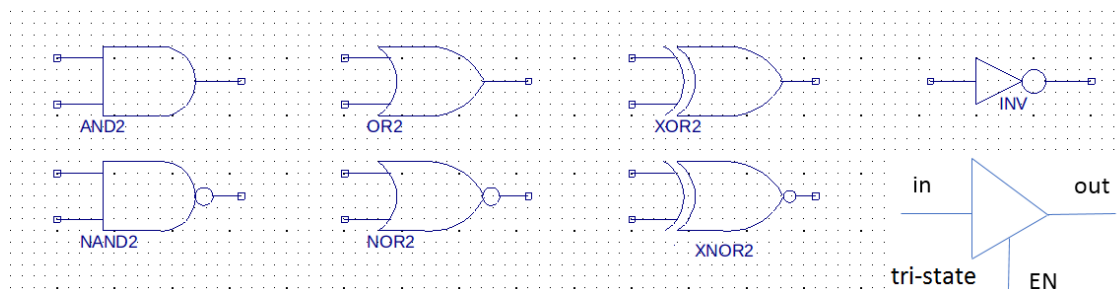 AND2
OR2
XOR2
INV
NAND2
NOR2
XNOR2
in
out
tri-state
EN